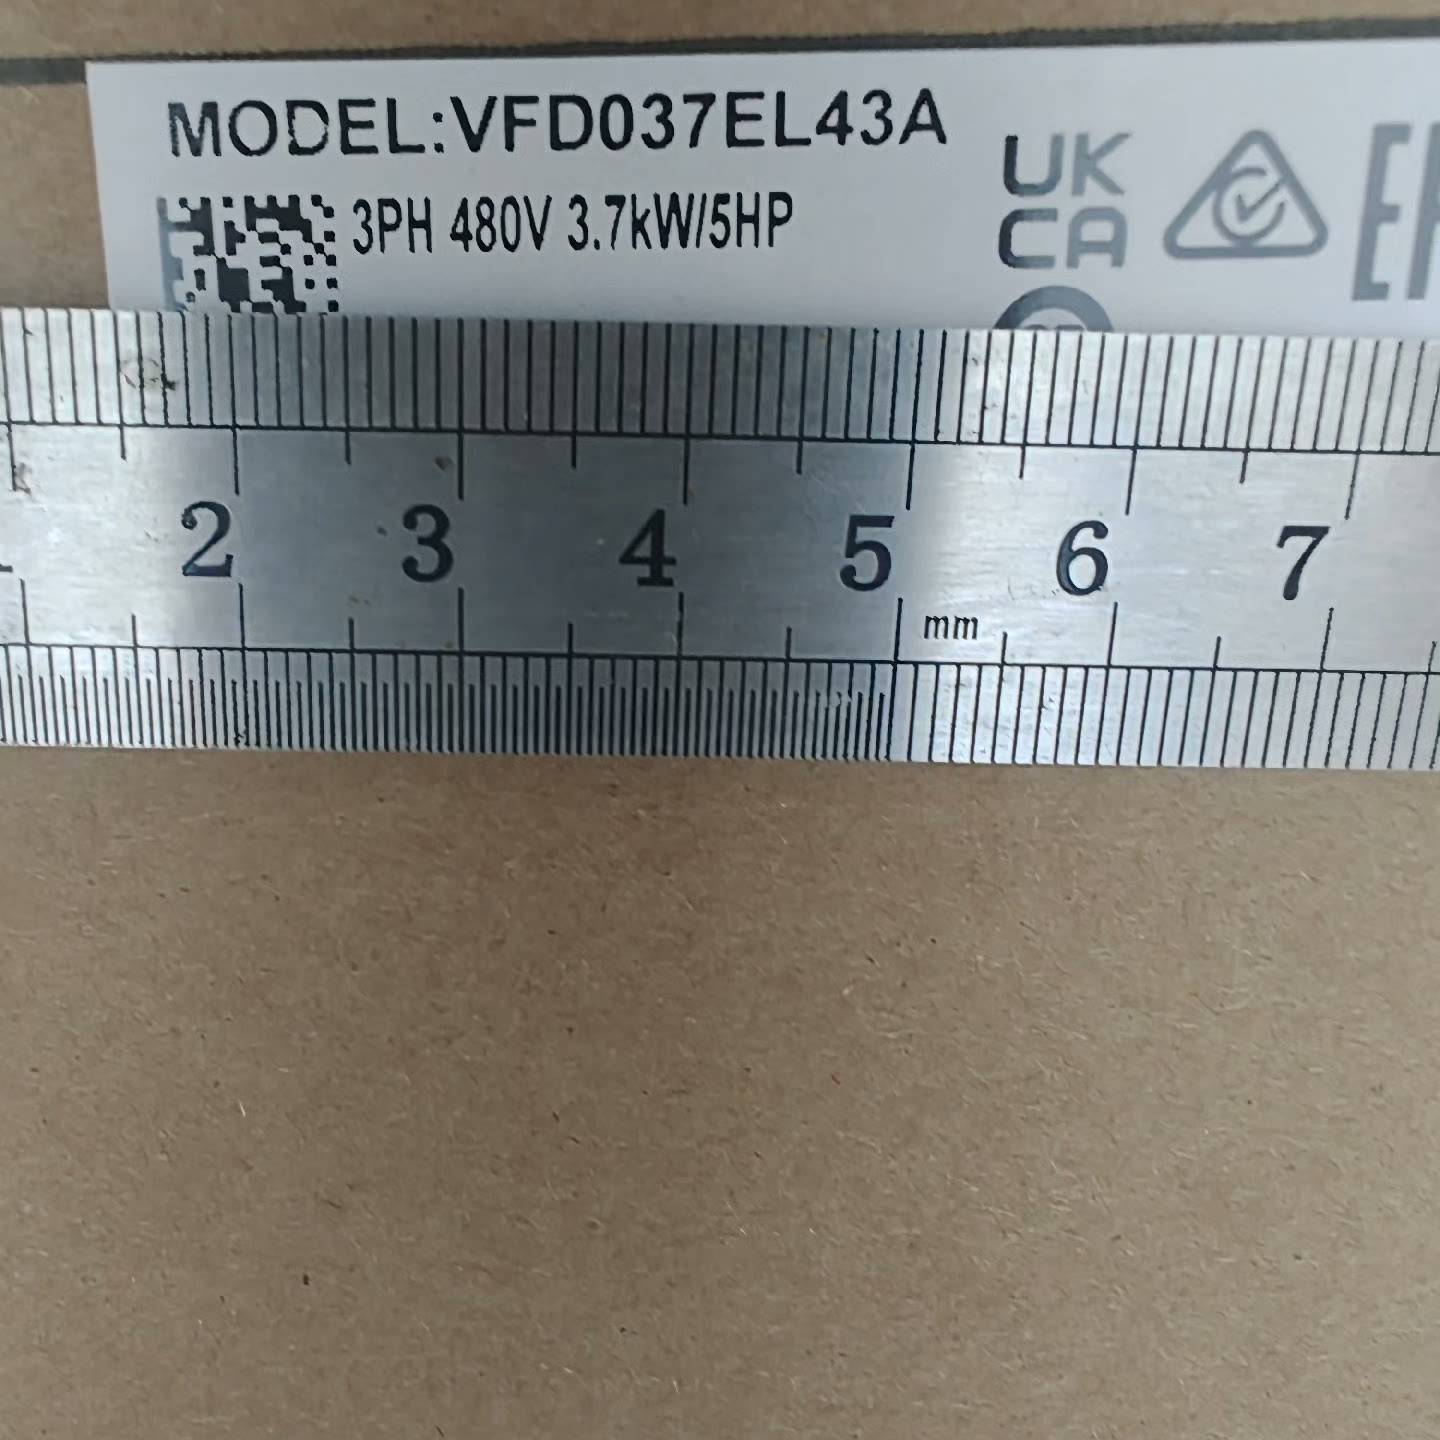 MODEL:VFD037EL43A
3PH 480V 3.7kW/5HP
UK
CA
2 3 4 5 6 7
mm